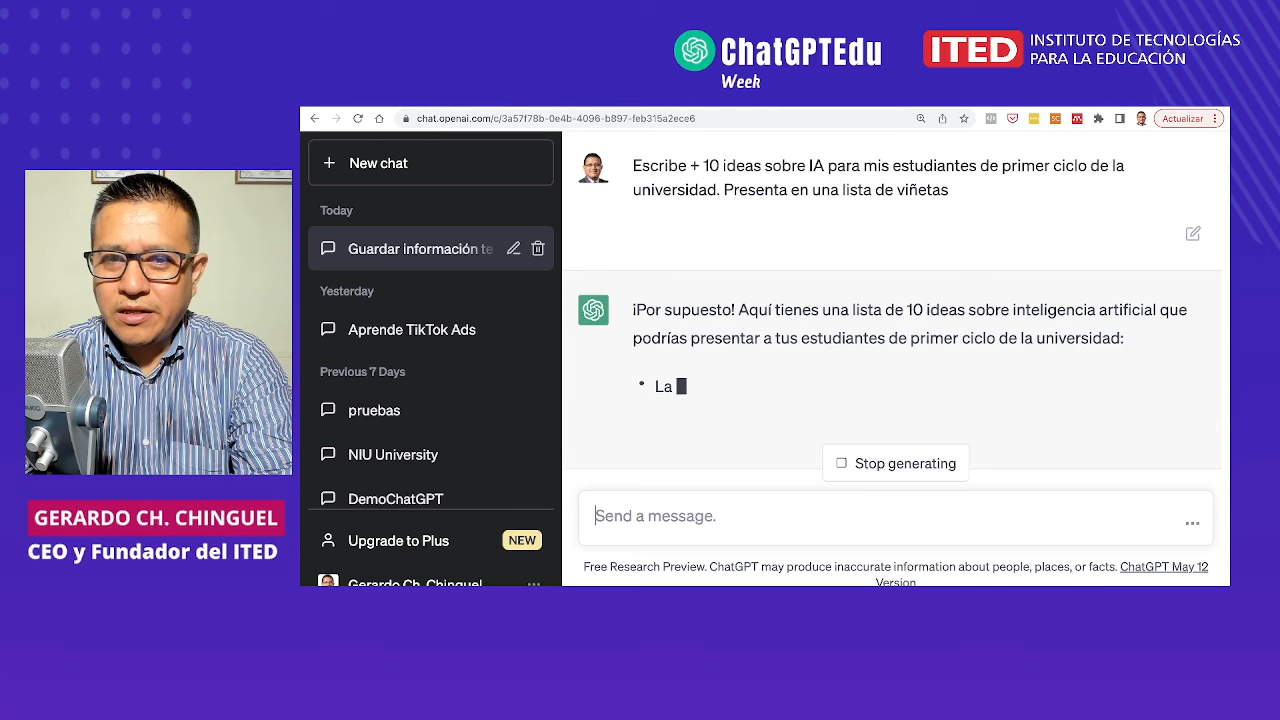 ChatGPTEdu
Week
ITED INSTITUTO DE TECNOLOGÍAS
PARA LA EDUCACIÓN
chat.openai.com/c/3a57f78b-0e4b-4096-b897-feb315a2ece6
Actualizar
New chat
Today
Guardar información te
Yesterday
Aprende TikTok Ads
Previous 7 Days
pruebas
NIU University
DemoChatGPT
Upgrade to Plus NEW
Gerardo Ch. Chinguel
Escribe + 10 ideas sobre IA para mis estudiantes de primer ciclo de la
universidad. Presenta en una lista de viñetas
¡Por supuesto! Aquí tienes una lista de 10 ideas sobre inteligencia artificial que
podrías presentar a tus estudiantes de primer ciclo de la universidad:
• La
Stop generating
Send a message.
Free Research Preview. ChatGPT may produce inaccurate information about people, places, or facts. ChatGPT May 12
Version
AKG
GERARDO CH. CHINGUEL
CEO y Fundador del ITED